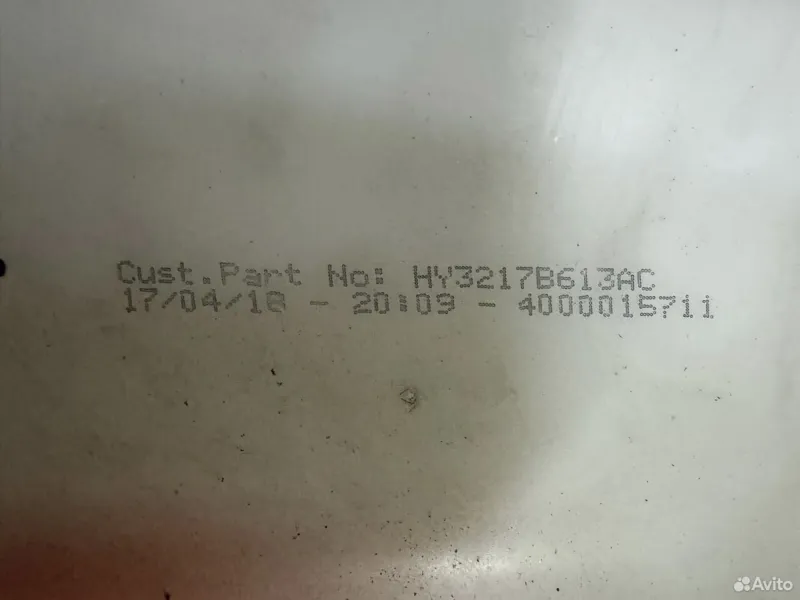 Cust.Part No: HY3217B613AC
17/04/18 - 20:09 - 4000015711
Avito